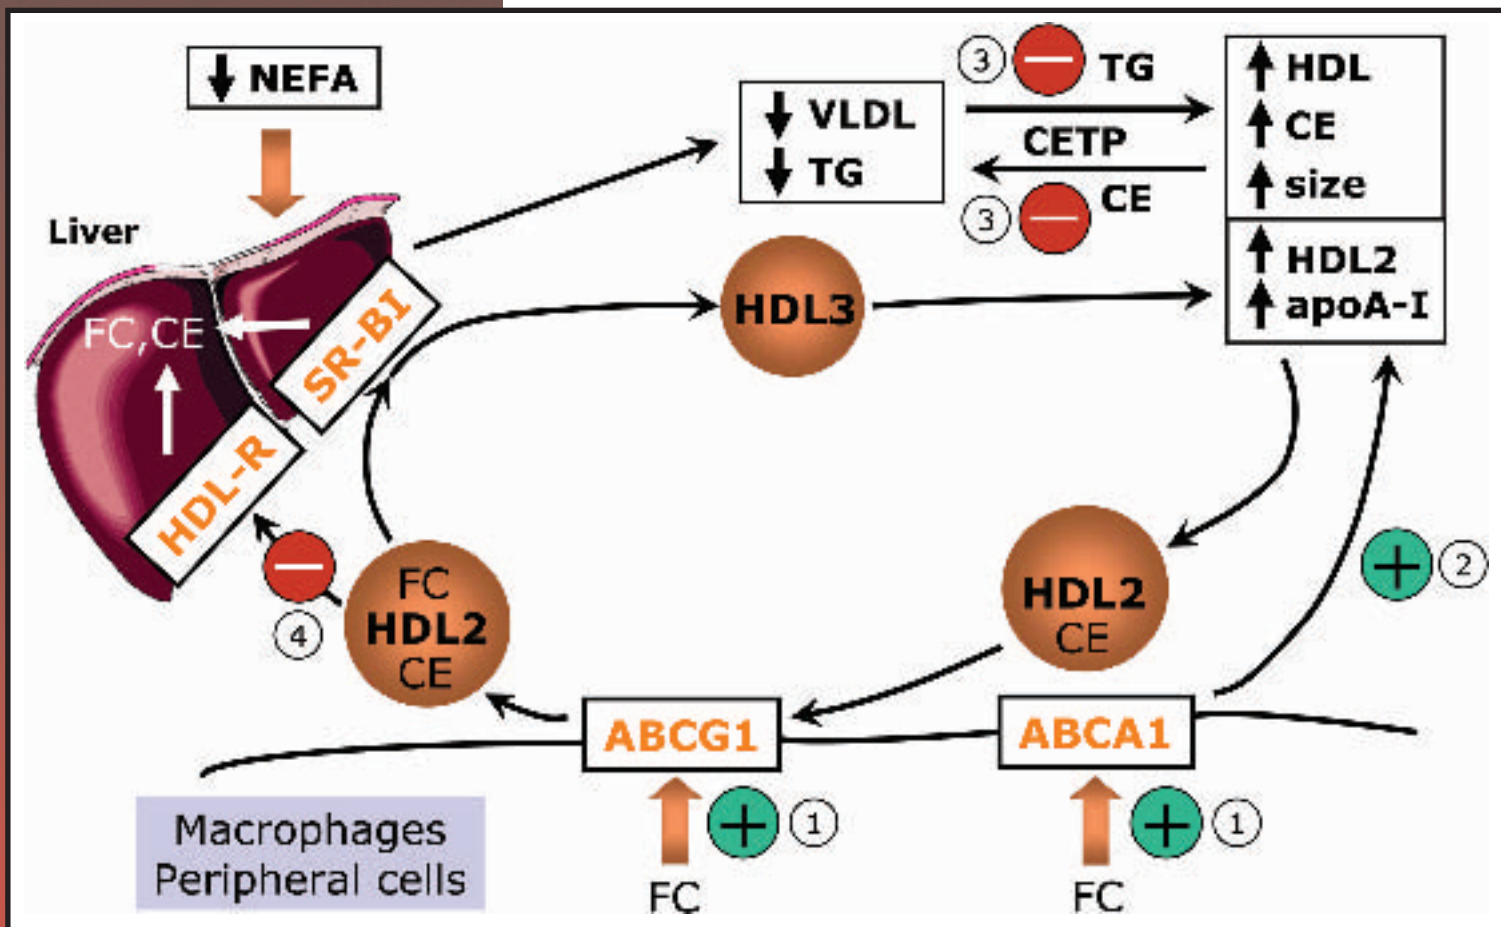 ↓ NEFA
Liver
FC,CE
SR-BI
HDL-R
↓ VLDL
↓ TG
3 − TG
CETP
3 − CE
↑ HDL
↑ CE
↑ size
↑ HDL2
↑ apoA-I
HDL3
− 4
FC
HDL2
CE
HDL2
CE
+ 2
ABCG1
ABCA1
+ 1
+ 1
FC
FC
Macrophages
Peripheral cells